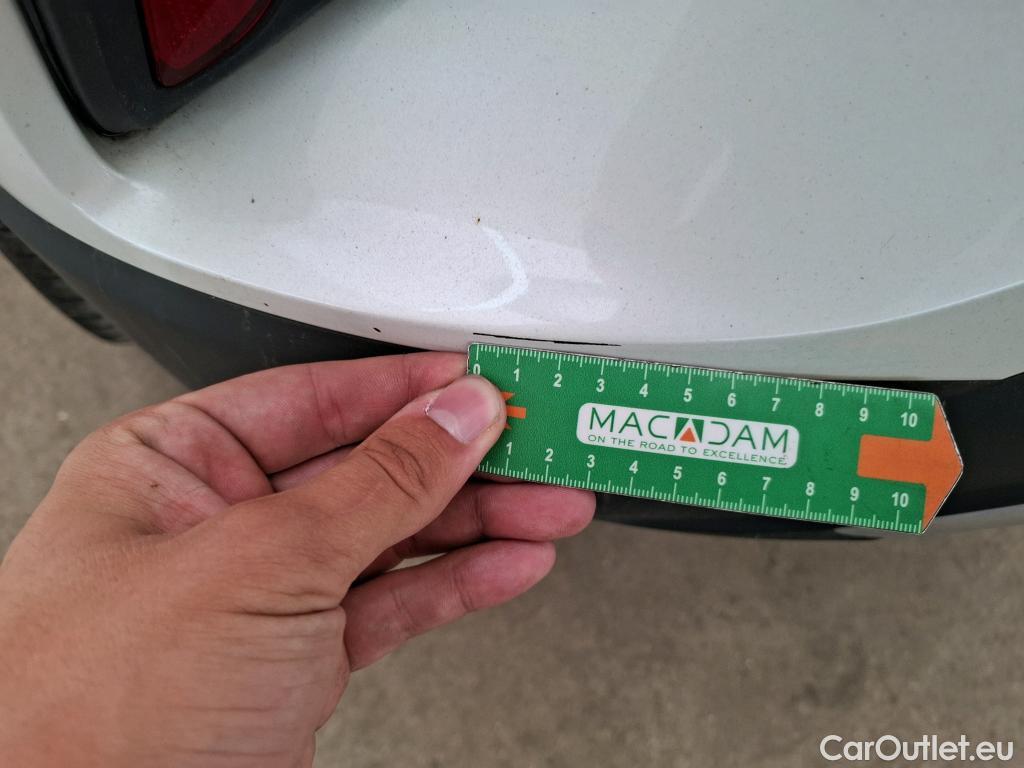 0 1 2 3 4 5 6 7 8 9 10
MACADAM
ON THE ROAD TO EXCELLENCE
1 2 3 4 5 6 7 8 9 10
CarOutlet.eu